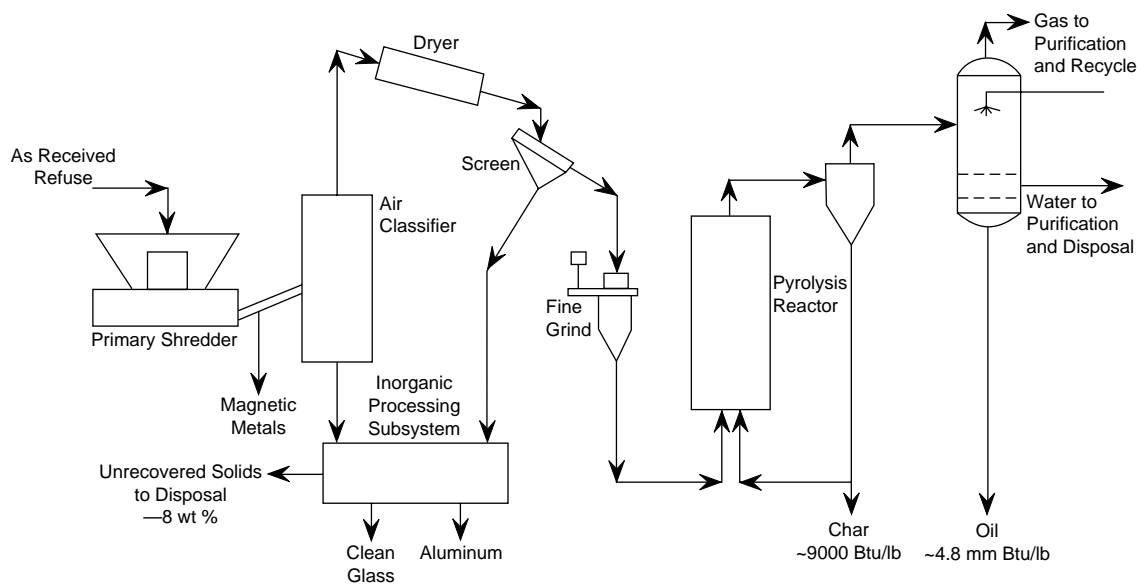 Gas to
Purification
and Recycle
Dryer
As Received
Refuse
Screen
Air
Classifier
Water to
Purification
and Disposal
Pyrolysis
Reactor
Fine
Grind
Primary Shredder
Magnetic
Metals
Inorganic
Processing
Subsystem
Unrecovered Solids
to Disposal
—8 wt %
Clean
Glass
Aluminum
Char
~9000 Btu/lb
Oil
~4.8 mm Btu/lb